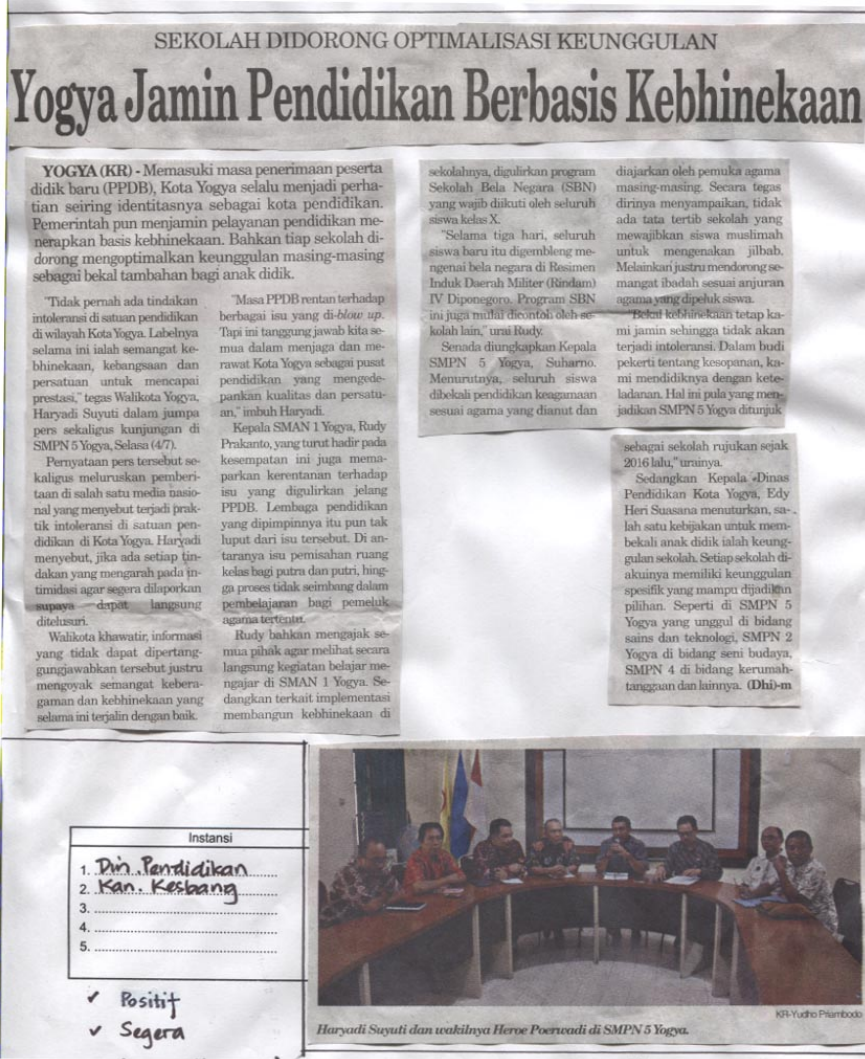 SEKOLAH DIDORONG OPTIMALISASI KEUNGGULAN
Yogya Jamin Pendidikan Berbasis Kebhinekaan
YOGYA (KR) - Memasuki masa penerimaan peserta
didik baru (PPDB), Kota Yogya selalu menjadi perha-
tian seiring identitasnya sebagai kota pendidikan.
Pemerintah pun menjamin pelayanan pendidikan me-
nerapkan basis kebhinekaan. Bahkan tiap sekolah di-
dorong mengoptimalkan keunggulan masing-masing
sebagai bekal tambahan bagi anak didik.
"Tidak pernah ada tindakan
intoleransi di satuan pendidikan
di wilayah Kota Yogya. Labelnya
selama ini ialah semangat ke-
bhinekaan, kebangsaan dan
persatuan untuk mencapai
prestasi," tegas Walikota Yogya,
Haryadi Suyuti dalam jumpa
pers sekaligus kunjungan di
SMPN 5 Yogya, Selasa (4/7).
Pernyataan pers tersebut se-
kaligus meluruskan pemberi-
taan di salah satu media nasio-
nal yang menyebut terjadi prak-
tik intoleransi di satuan pen-
didikan di Kota Yogya. Haryadi
menyebut, jika ada setiap tin-
dakan yang mengarah pada in-
timidasi agar segera dilaporkan
supaya dapat langsung
ditelusuri.
Walikota khawatir, informasi
yang tidak dapat dipertang-
gungjawabkan tersebut justru
mengoyak semangat kebera-
gaman dan kebhinekaan yang
selama ini terjalin dengan baik.
"Masa PPDB rentan terhadap
berbagai isu yang di-blow up.
Tapi ini tanggung jawab kita se-
mua dalam menjaga dan me-
rawat Kota Yogya sebagai pusat
pendidikan yang mengede-
pankan kualitas dan persatu-
an," imbuh Haryadi.
Kepala SMAN 1 Yogya, Rudy
Prakanto, yang turut hadir pada
kesempatan ini juga mema-
parkan kerentanan terhadap
isu yang digulirkan jelang
PPDB. Lembaga pendidikan
yang dipimpinnya itu pun tak
luput dari isu tersebut. Di an-
taranya isu pemisahan ruang
kelas bagi putra dan putri, hing-
ga proses tidak seimbang dalam
pembelajaran bagi pemeluk
agama tertentu.
Rudy bahkan mengajak se-
mua pihak agar melihat secara
langsung kegiatan belajar me-
ngajar di SMAN 1 Yogya. Se-
dangkan terkait implementasi
membangun kebhinekaan di
sekolahnya, digulirkan program
Sekolah Bela Negara (SBN)
yang wajib diikuti oleh seluruh
siswa kelas X.
"Selama tiga hari, seluruh
siswa baru itu digembleng me-
ngenai bela negara di Resimen
Induk Daerah Militer (Rindam)
IV Diponegoro. Program SBN
ini juga mulai dicontoh oleh se-
kolah lain," urai Rudy.
Senada diungkapkan Kepala
SMPN 5 Yogya, Suharno.
Menurutnya, seluruh siswa
dibekali pendidikan keagamaan
sesuai agama yang dianut dan
diajarkan oleh pemuka agama
masing-masing. Secara tegas
dirinya menyampaikan, tidak
ada tata tertib sekolah yang
mewajibkan siswa muslimah
untuk mengenakan jilbab.
Melainkan justru mendorong se-
mangat ibadah sesuai anjuran
agama yang dipeluk siswa.
"Bekal kebhinekaan tetap ka-
mi jamin sehingga tidak akan
terjadi intoleransi. Dalam budi
pekerti tentang kesopanan, ka-
mi mendidiknya dengan kete-
ladanan. Hal ini pula yang men-
jadikan SMPN 5 Yogya ditunjuk
sebagai sekolah rujukan sejak
2016 lalu," urainya.
Sedangkan Kepala Dinas
Pendidikan Kota Yogya, Edy
Heri Suasana menuturkan, sa-
lah satu kebijakan untuk mem-
bekali anak didik ialah keung-
gulan sekolah. Setiap sekolah di-
akuinya memiliki keunggulan
spesifik yang mampu dijadikan
pilihan. Seperti di SMPN 5
Yogya yang unggul di bidang
sains dan teknologi, SMPN 2
Yogya di bidang seni budaya,
SMPN 4 di bidang kerumah-
tanggaan dan lainnya. (Dhi)-m
Instansi
1. Din. Pendidikan
2. Kan. Kesbang
3.
4.
5.
✓ Positif
✓ Segera
KR-Yudho Priambodo
Haryadi Suyuti dan wakilnya Heroe Poerwadi di SMPN 5 Yogya.